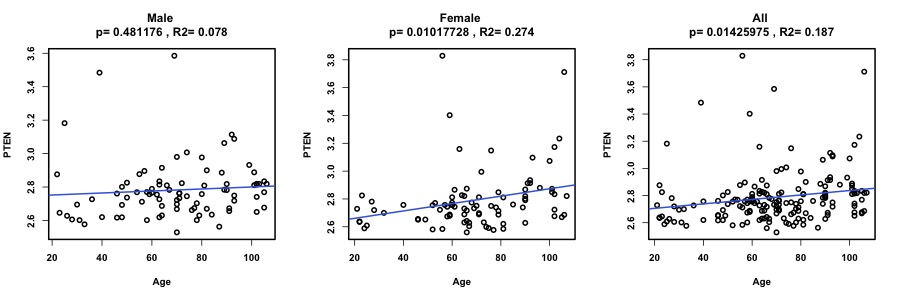 Male
p= 0.481176 , R2= 0.078
PTEN
3.6
3.4
3.2
3.0
2.8
2.6
20 40 60 80 100
Age
Female
p= 0.01017728 , R2= 0.274
PTEN
3.8
3.6
3.4
3.2
3.0
2.8
2.6
20 40 60 80 100
Age
All
p= 0.01425975 , R2= 0.187
PTEN
3.8
3.6
3.4
3.2
3.0
2.8
2.6
20 40 60 80 100
Age